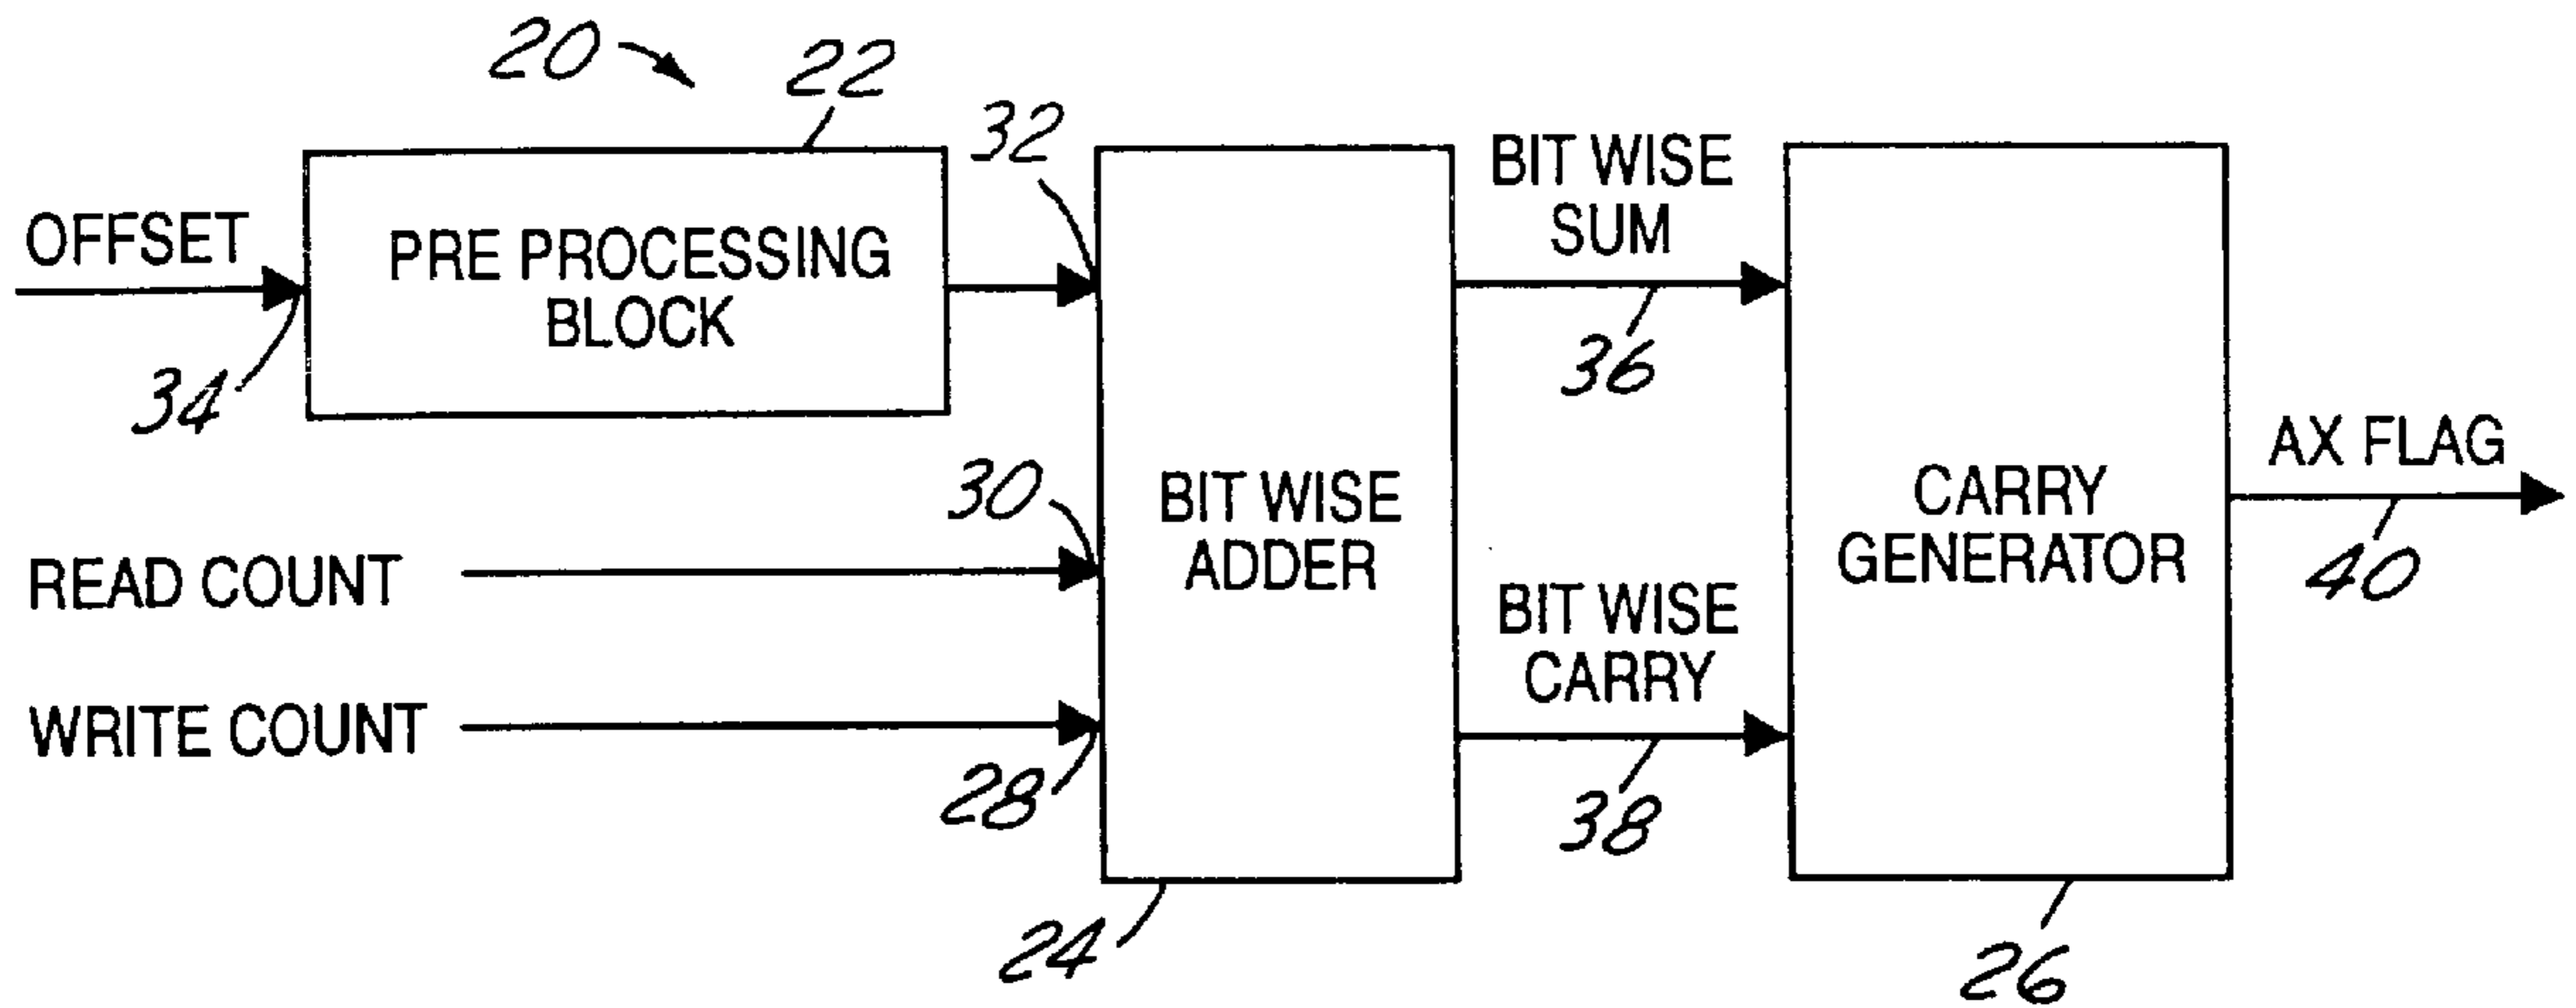 20
22
32
OFFSET
PRE PROCESSING
BLOCK
34
BIT WISE
SUM
36
30
READ COUNT
BIT WISE
ADDER
WRITE COUNT
28
24
BIT WISE
CARRY
38
CARRY
GENERATOR
26
AX FLAG
40